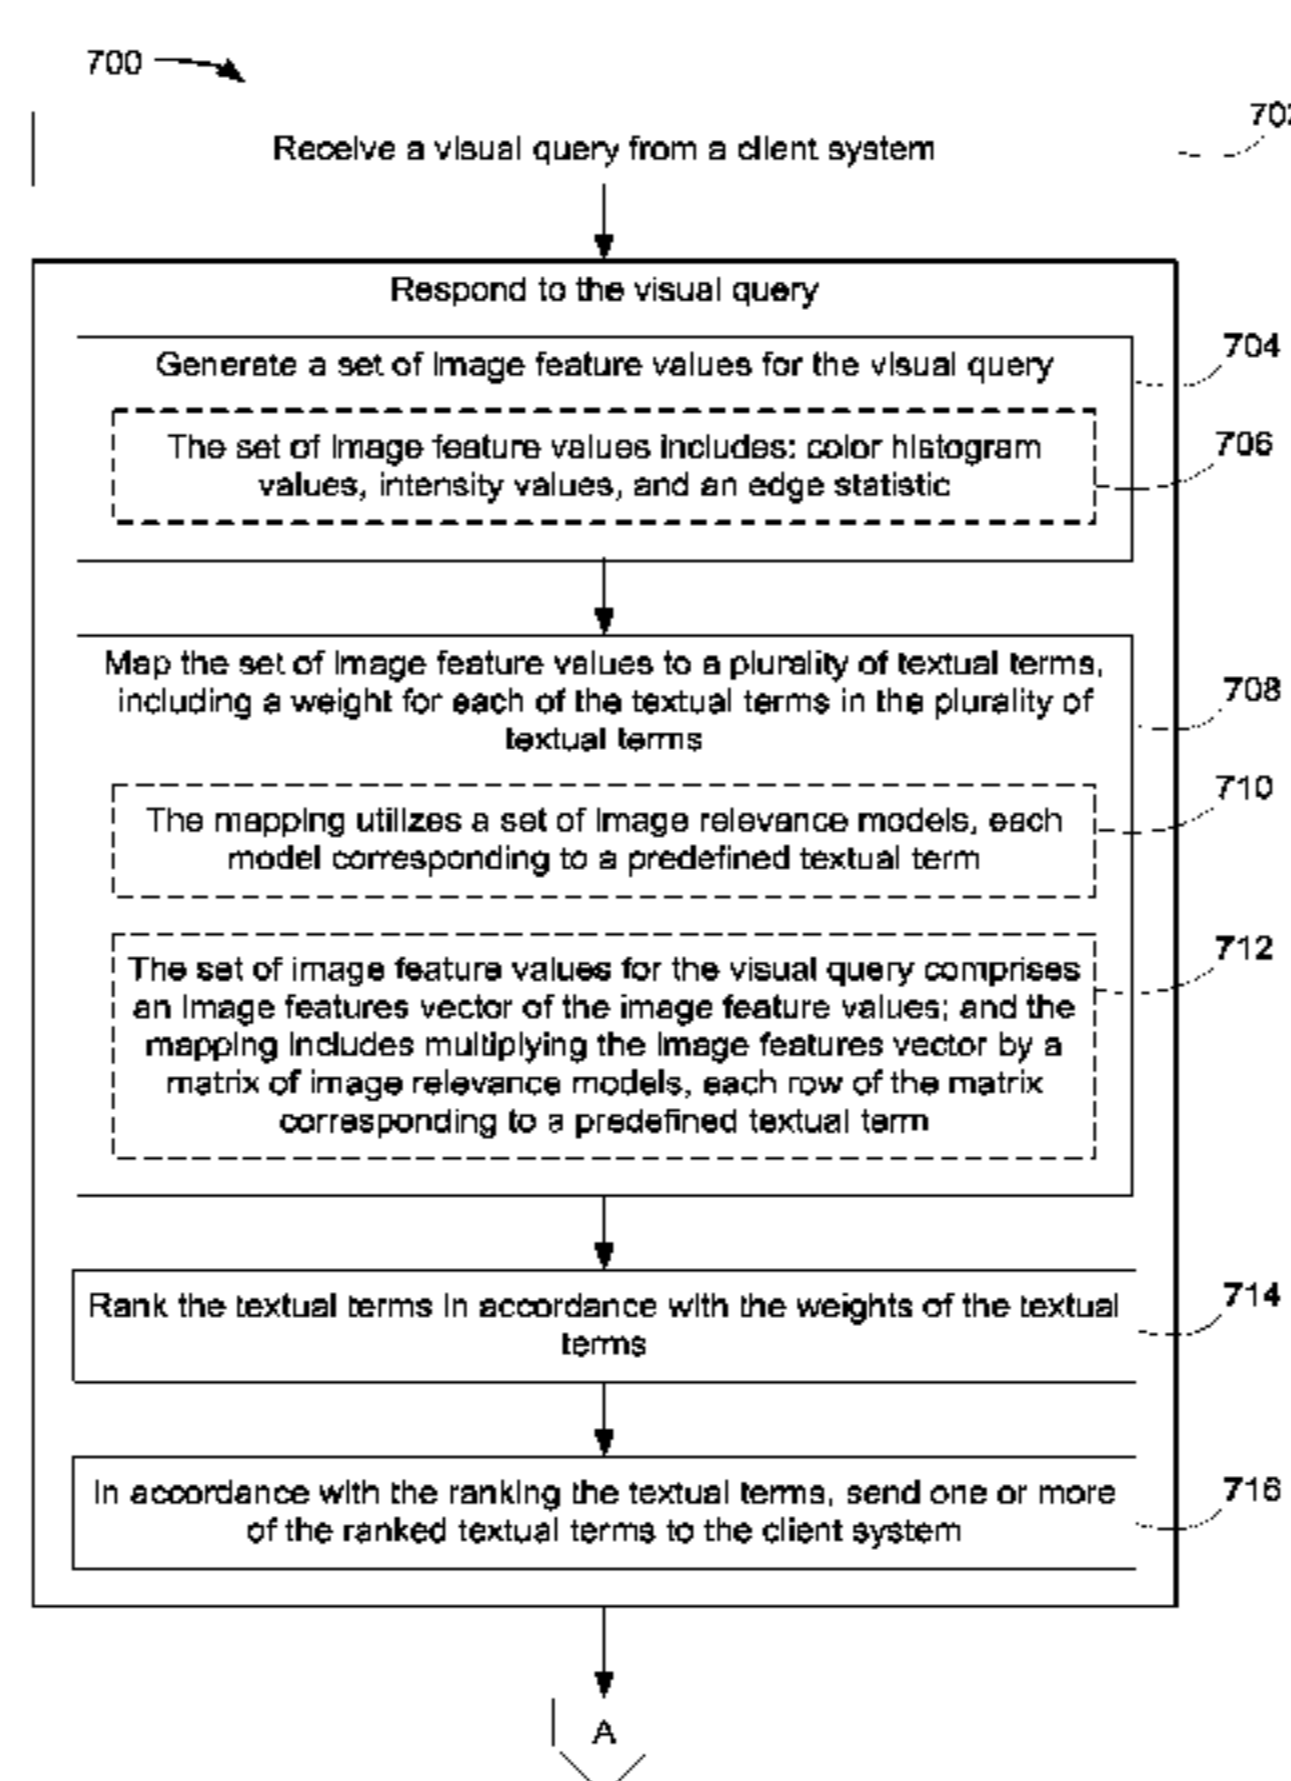 700
702
Receive a visual query from a client system
Respond to the visual query
704
Generate a set of image feature values for the visual query
706
The set of image feature values includes: color histogram
values, intensity values, and an edge statistic
Map the set of image feature values to a plurality of textual terms,
including a weight for each of the textual terms in the plurality of
textual terms
708
710
The mapping utilizes a set of image relevance models, each
model corresponding to a predefined textual term
712
The set of image feature values for the visual query comprises
an image features vector of the image feature values; and the
mapping includes multiplying the image features vector by a
matrix of image relevance models, each row of the matrix
corresponding to a predefined textual term
714
Rank the textual terms in accordance with the weights of the textual
terms
716
In accordance with the ranking the textual terms, send one or more
of the ranked textual terms to the client system
A